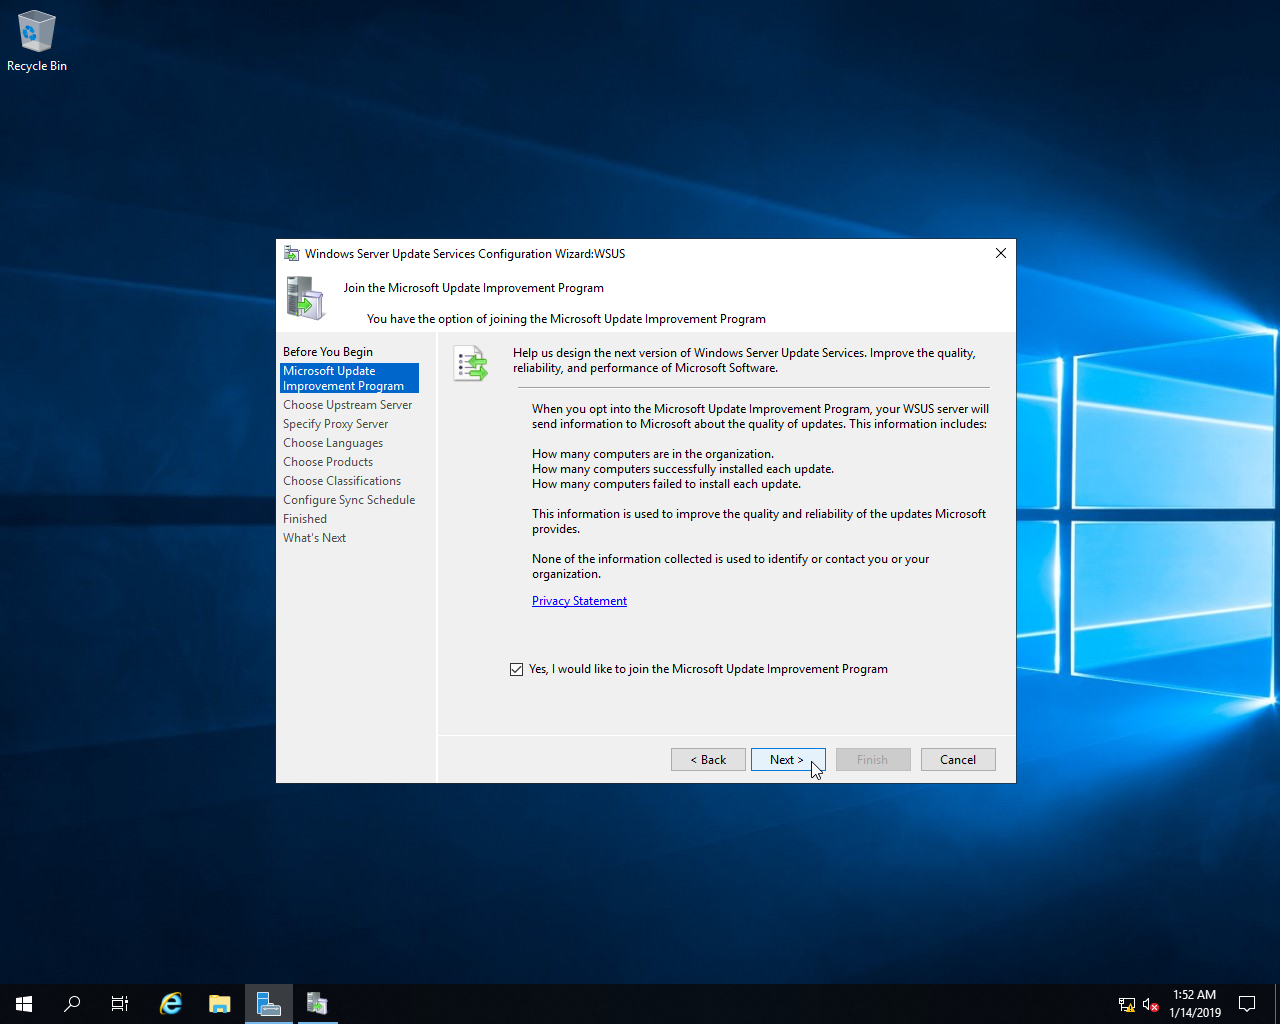 Recycle Bin
Windows Server Update Services Configuration Wizard:WSUS
Join the Microsoft Update Improvement Program
You have the option of joining the Microsoft Update Improvement Program
Before You Begin
Microsoft Update
Improvement Program
Choose Upstream Server
Specify Proxy Server
Choose Languages
Choose Products
Choose Classifications
Configure Sync Schedule
Finished
What's Next
Help us design the next version of Windows Server Update Services. Improve the quality,
reliability, and performance of Microsoft Software.
When you opt into the Microsoft Update Improvement Program, your WSUS server will
send information to Microsoft about the quality of updates. This information includes:
How many computers are in the organization.
How many computers successfully installed each update.
How many computers failed to install each update.
This information is used to improve the quality and reliability of the updates Microsoft
provides.
None of the information collected is used to identify or contact you or your
organization.
Privacy Statement
Yes, I would like to join the Microsoft Update Improvement Program
< Back
Next >
Finish
Cancel
1:52 AM
1/14/2019